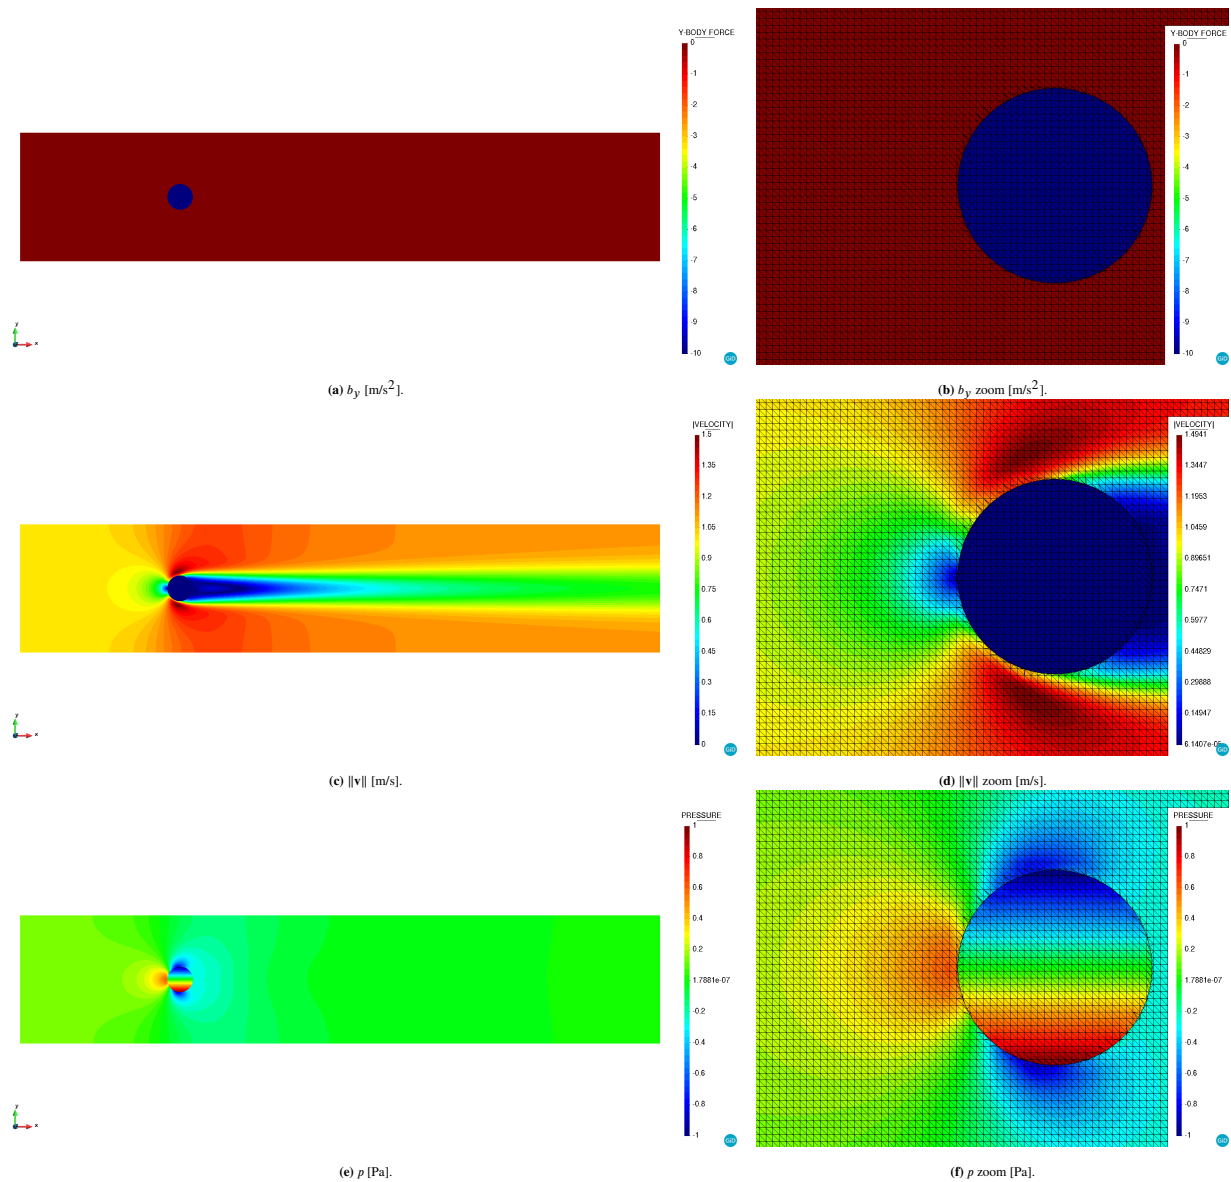 Y-BODY FORCE
0
-1
-2
-3
-4
-5
-6
-7
-8
-9
-10
y
x
GiD
(a) b_y [m/s²].
Y-BODY FORCE
0
-1
-2
-3
-4
-5
-6
-7
-8
-9
-10
GiD
(b) b_y zoom [m/s²].
|VELOCITY|
1.5
1.35
1.2
1.05
0.9
0.75
0.6
0.45
0.3
0.15
0
y
x
GiD
(c) ‖v‖ [m/s].
|VELOCITY|
1.4941
1.3447
1.1953
1.0459
0.89651
0.7471
0.5977
0.44829
0.29888
0.14947
6.1407e-05
GiD
(d) ‖v‖ zoom [m/s].
PRESSURE
1
0.8
0.6
0.4
0.2
1.7881e-07
-0.2
-0.4
-0.6
-0.8
-1
y
x
GiD
(e) p [Pa].
PRESSURE
1
0.8
0.6
0.4
0.2
1.7881e-07
-0.2
-0.4
-0.6
-0.8
-1
GiD
(f) p zoom [Pa].